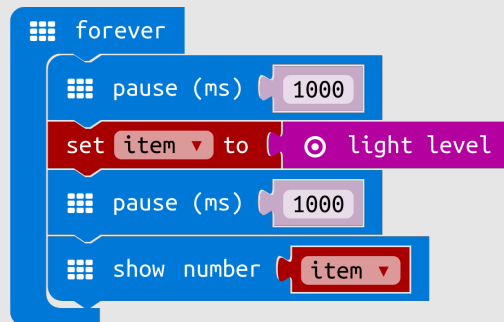 forever
pause (ms) 1000
set item ▼ to light level
pause (ms) 1000
show number item ▼